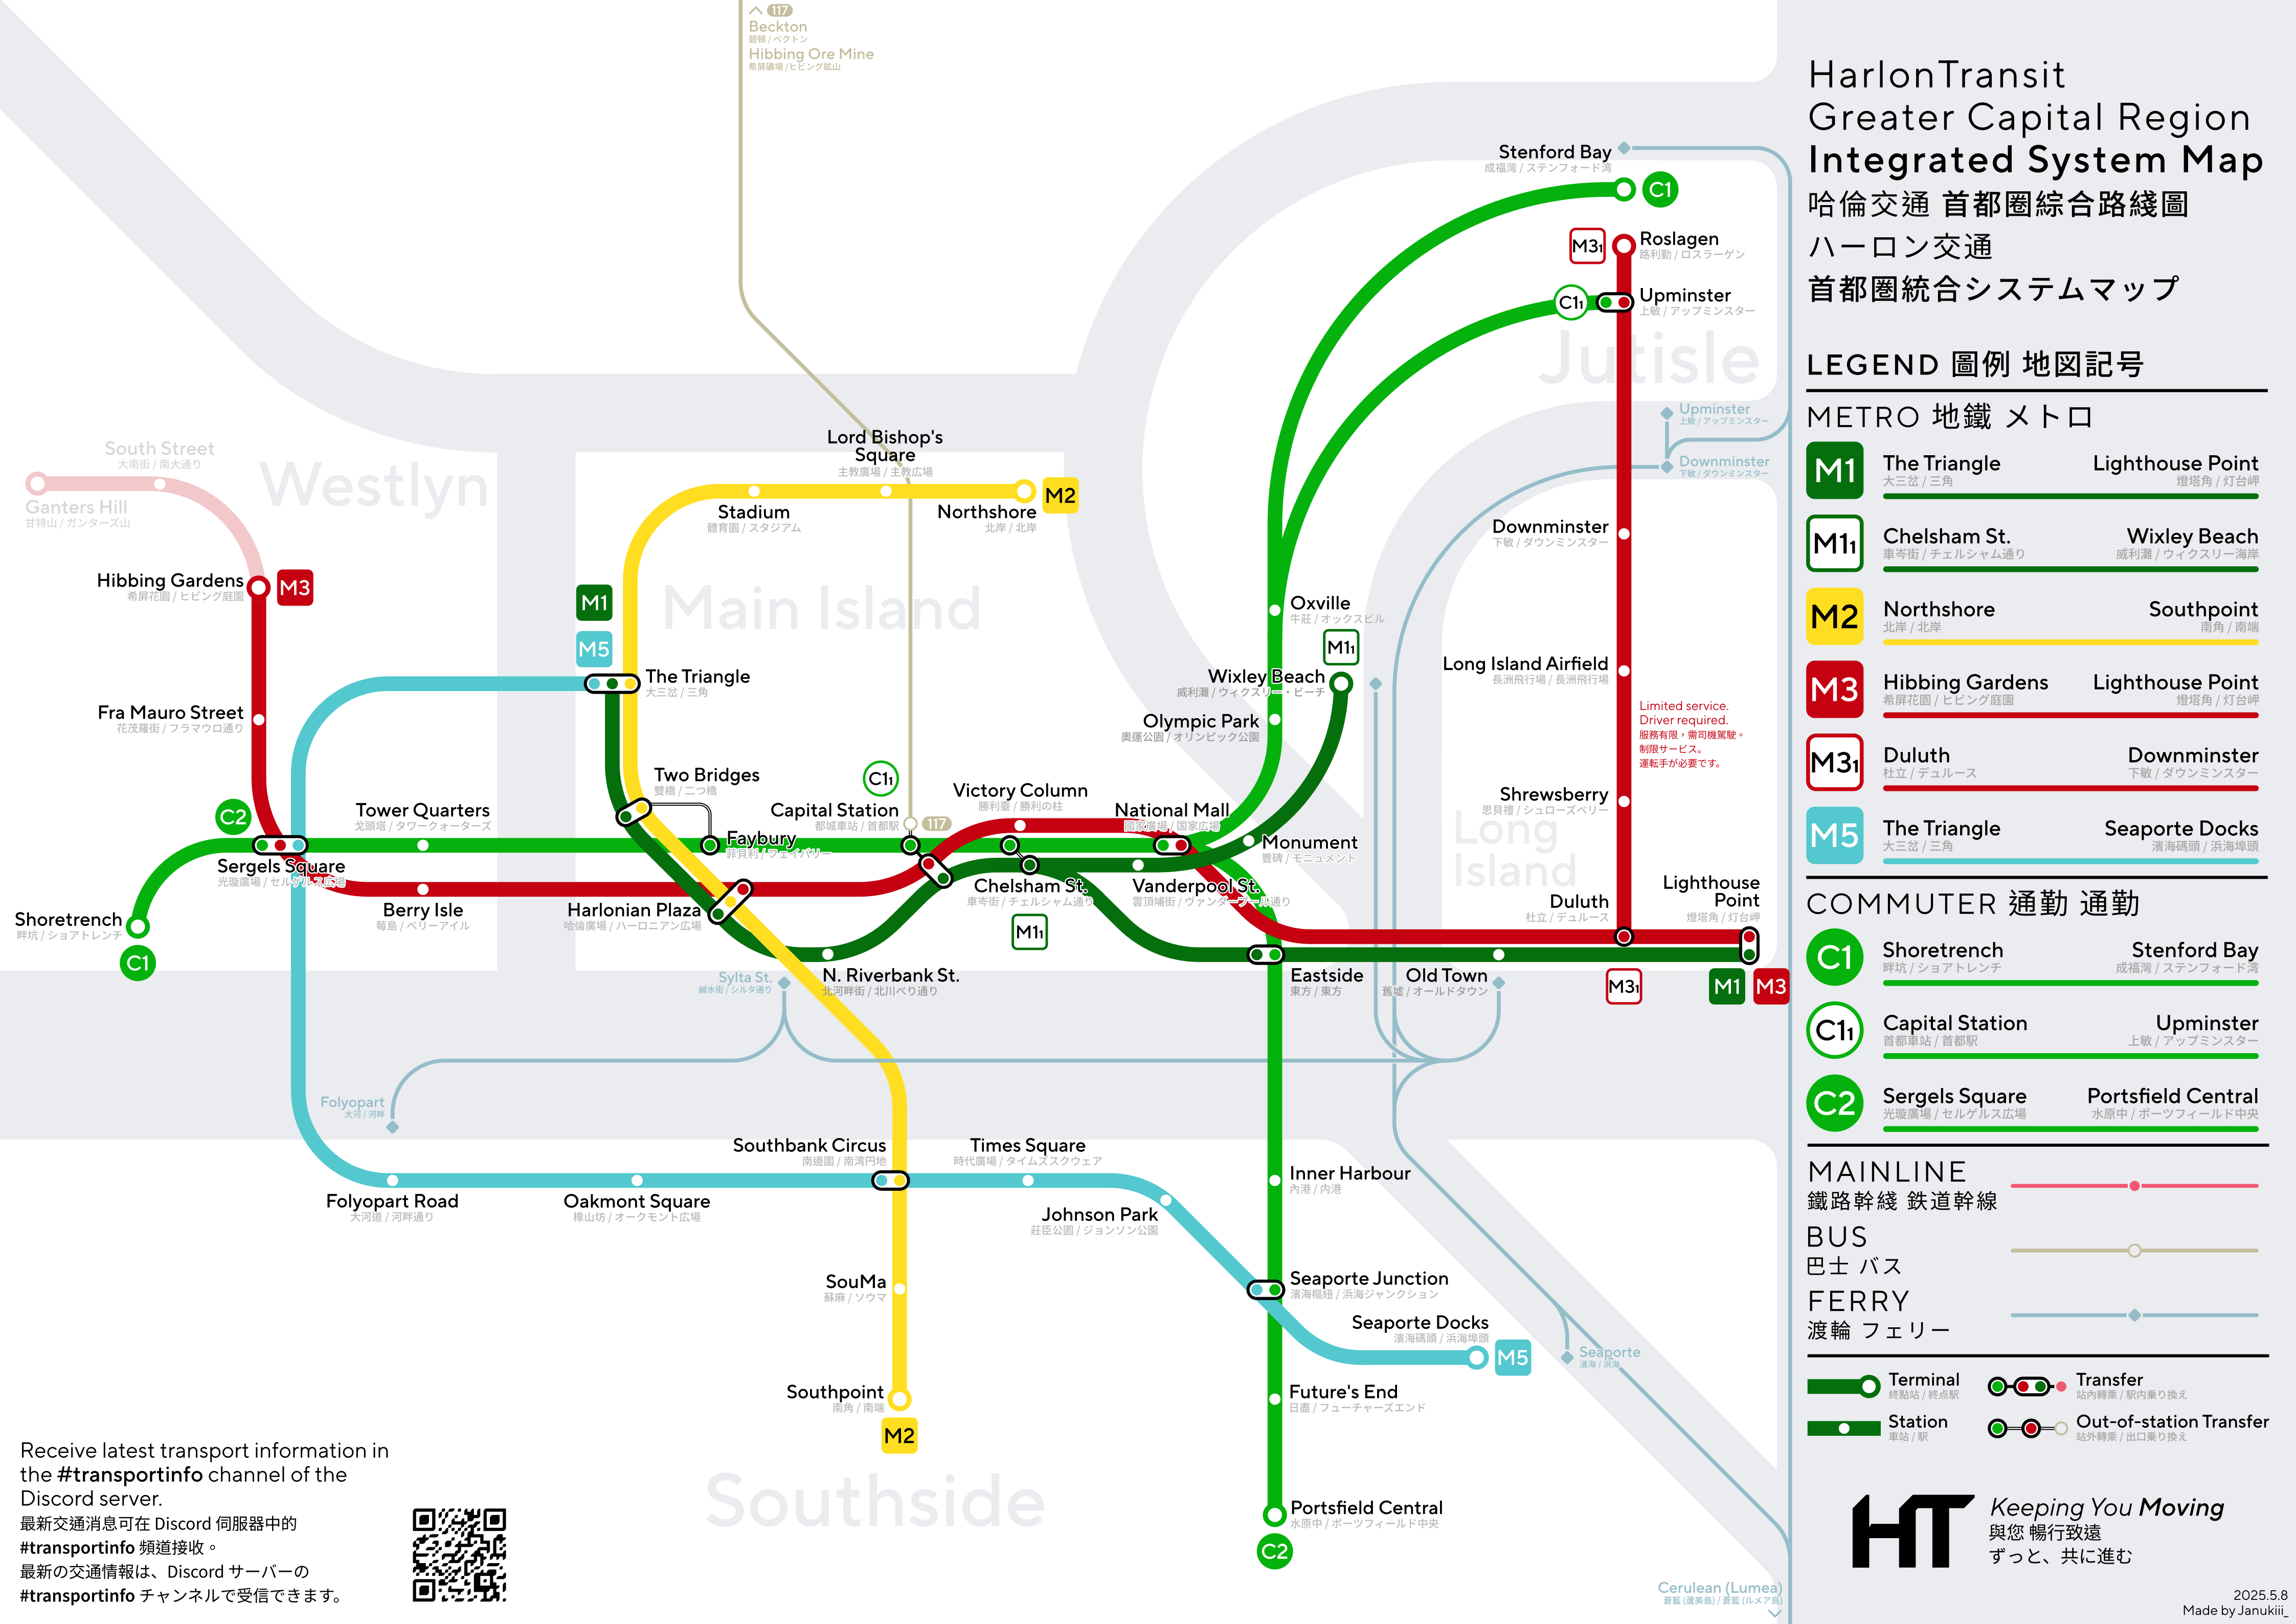 117
Beckton
碧頓 / ベクトン
Hibbing Ore Mine
希屏礦場 /ヒビング鉱山
Stenford Bay
成福灣 / ステンフォード湾
C1
M31
Roslagen
路利勤 / ロスラーゲン
C11
Upminster
上敏 / アップミンスター
Jutisle
Upminster
上敏 / アップミンスター
Downminster
下敏 / ダウンミンスター
South Street
大南街 / 南大通り
Ganters Hill
甘特山 / ガンターズ山
Westlyn
Lord Bishop's
Square
主教廣場 / 主教広場
Stadium
體育園 / スタジアム
Northshore
北岸 / 北岸
M2
Downminster
下敏 / ダウンミンスター
Hibbing Gardens
希屏花園 / ヒビング庭園
M3
M1
M5
Main Island
Oxville
牛莊 / オックスビル
M11
The Triangle
大三岔 / 三角
Wixley Beach
威利灘 / ウィクスリー・ビーチ
Long Island Airfield
長洲飛行場 / 長洲飛行場
Fra Mauro Street
花茂羅街 / フラマウロ通り
Olympic Park
奧運公園 / オリンピック公園
Limited service.
Driver required.
服務有限，需司機駕駛。
制限サービス。
運転手が必要です。
Two Bridges
雙橋 / 二つ橋
C11
Capital Station
都城車站 / 首都駅
117
Victory Column
勝利臺 / 勝利の柱
National Mall
國家廣場 / 国家広場
Shrewsberry
思貝禮 / シュローズベリー
C2
Tower Quarters
戈頭塔 / タワークォーターズ
Faybury
菲貝利 / フェイバリー
Monument
豐碑 / モニュメント
Long
Island
Sergels Square
光璇廣場 / セルゲルス広場
Berry Isle
莓島 / ベリーアイル
Harlonian Plaza
哈倫廣場 / ハーロニアン広場
Chelsham St.
車岑街 / チェルシャム通り
M11
Vanderpool St.
雲頂埔街 / ヴァンダープール通り
Duluth
杜立 / デュルース
Lighthouse
Point
燈塔角 / 灯台岬
Shoretrench
畔坑 / ショアトレンチ
C1
Sylta St.
鹹水街 / シルタ通り
N. Riverbank St.
北河畔街 / 北川べり通り
Eastside
東方 / 東方
Old Town
舊墟 / オールドタウン
M31
M1
M3
Folyopart
大河 / 河畔
Southbank Circus
南邊圍 / 南湾円地
Times Square
時代廣場 / タイムズスクウェア
Inner Harbour
內港 / 内港
Folyopart Road
大河道 / 河畔通り
Oakmont Square
橡山坊 / オークモント広場
Johnson Park
莊臣公園 / ジョンソン公園
SouMa
蘇麻 / ソウマ
Seaporte Junction
濱海樞紐 / 浜海ジャンクション
Seaporte Docks
濱海碼頭 / 浜海埠頭
M5
Seaporte
濱海 / 浜海
Southpoint
南角 / 南端
M2
Future's End
日盡 / フューチャーズエンド
Southside
Portsfield Central
水原中 / ポーツフィールド中央
C2
Cerulean (Lumea)
蒼藍 (蘆美島) / 蒼藍 (ルメア島)
Receive latest transport information in
the #transportinfo channel of the
Discord server.
最新交通消息可在 Discord 伺服器中的
#transportinfo 頻道接收。
最新の交通情報は、Discord サーバーの
#transportinfo チャンネルで受信できます。
HarlonTransit
Greater Capital Region
Integrated System Map
哈倫交通 首都圈綜合路綫圖
ハーロン交通
首都圏統合システムマップ
LEGEND 圖例 地図記号
METRO 地鐵 メトロ
M1
The Triangle Lighthouse Point
大三岔 / 三角 燈塔角 / 灯台岬
M11
Chelsham St. Wixley Beach
車岑街 / チェルシャム通り 威利灘 / ウィクスリー海岸
M2
Northshore Southpoint
北岸 / 北岸 南角 / 南端
M3
Hibbing Gardens Lighthouse Point
希屏花園 / ヒビング庭園 燈塔角 / 灯台岬
M31
Duluth Downminster
杜立 / デュルース 下敏 / ダウンミンスター
M5
The Triangle Seaporte Docks
大三岔 / 三角 濱海碼頭 / 浜海埠頭
COMMUTER 通勤 通勤
C1
Shoretrench Stenford Bay
畔坑 / ショアトレンチ 成福灣 / ステンフォード湾
C11
Capital Station Upminster
首都車站 / 首都駅 上敏 / アップミンスター
C2
Sergels Square Portsfield Central
光璇廣場 / セルゲルス広場 水原中 / ポーツフィールド中央
MAINLINE
鐵路幹綫 鉄道幹線
BUS
巴士 バス
FERRY
渡輪 フェリー
Terminal
終點站 / 終点駅
Transfer
站內轉乘 / 駅内乗り換え
Station
車站 / 駅
Out-of-station Transfer
站外轉乘 / 出口乗り換え
HT
Keeping You Moving
與您 暢行致遠
ずっと、共に進む
2025.5.8
Made by Janukiii_